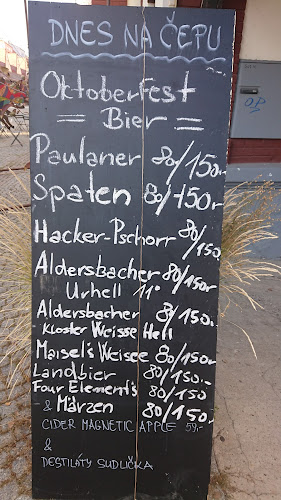 DNES NA ČEPU
Oktoberfest
= Bier =
Paulaner 80/150.-
Spaten 80/150.-
Hacker-Pschorr 80/150.
Aldersbacher 80/150.-
Urhell 11°
Aldersbacher 80/150.-
Kloster Weisse Hell
Maisel's Weisee 80/150.-
Landbier 80/150.-
Four Element's 80/150.-
& Märzen 80/150.-
CIDER MAGNETIC APPLE 59,-
&
DESTILÁTY SUDLIČKA